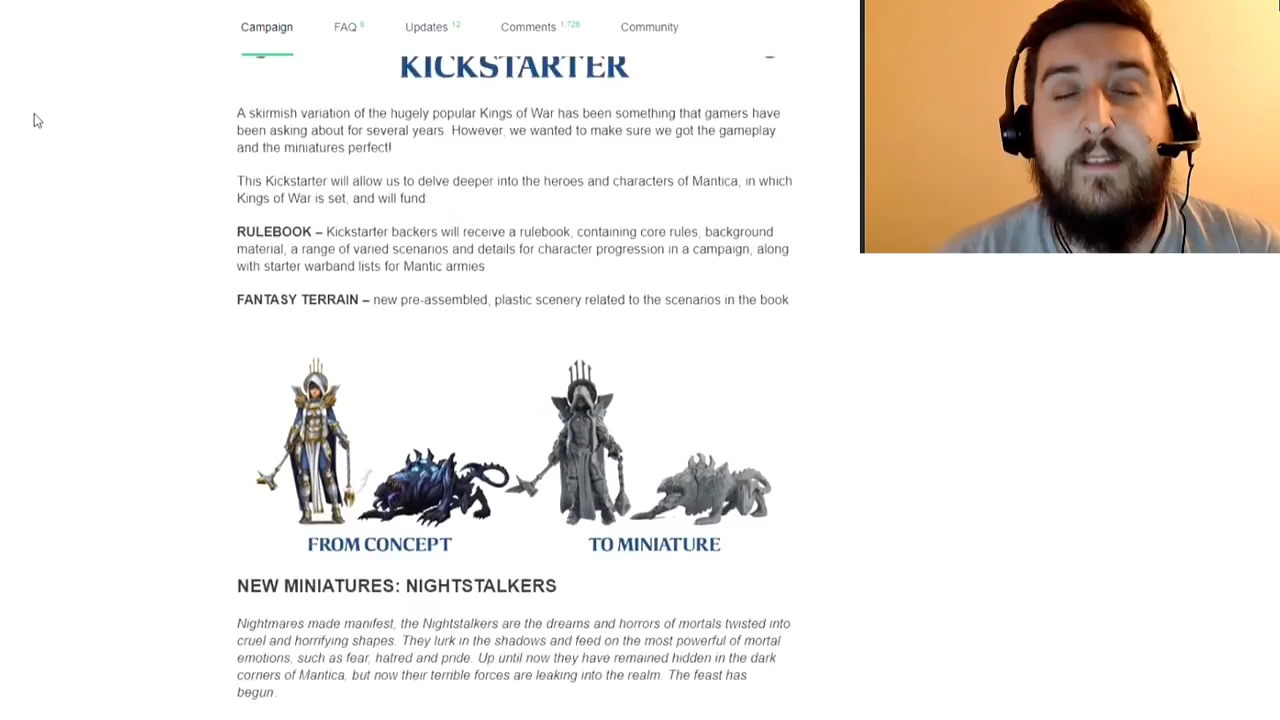 Campaign FAQ 8 Updates 12 Comments 1,726 Community
KICKSTARTER
A skirmish variation of the hugely popular Kings of War has been something that gamers have
been asking about for several years. However, we wanted to make sure we got the gameplay
and the miniatures perfect!
This Kickstarter will allow us to delve deeper into the heroes and characters of Mantica, in which
Kings of War is set, and will fund:
RULEBOOK – Kickstarter backers will receive a rulebook, containing core rules, background
material, a range of varied scenarios and details for character progression in a campaign, along
with starter warband lists for Mantic armies
FANTASY TERRAIN – new pre-assembled, plastic scenery related to the scenarios in the book
FROM CONCEPT TO MINIATURE
NEW MINIATURES: NIGHTSTALKERS
Nightmares made manifest, the Nightstalkers are the dreams and horrors of mortals twisted into
cruel and horrifying shapes. They lurk in the shadows and feed on the most powerful of mortal
emotions, such as fear, hatred and pride. Up until now they have remained hidden in the dark
corners of Mantica, but now their terrible forces are leaking into the realm. The feast has
begun.